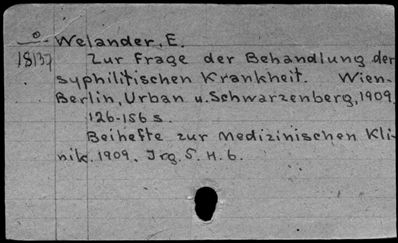 Welander, E.
18137
Zur Frage der Behandlung der
syphilitischen Krankheit. Wien-
Berlin, Urban u. Schwarzenberg, 1909.
126-156 s.
Beihefte zur Medizinischen Kli-
nik. 1909. Jrg. 5. H. 6.